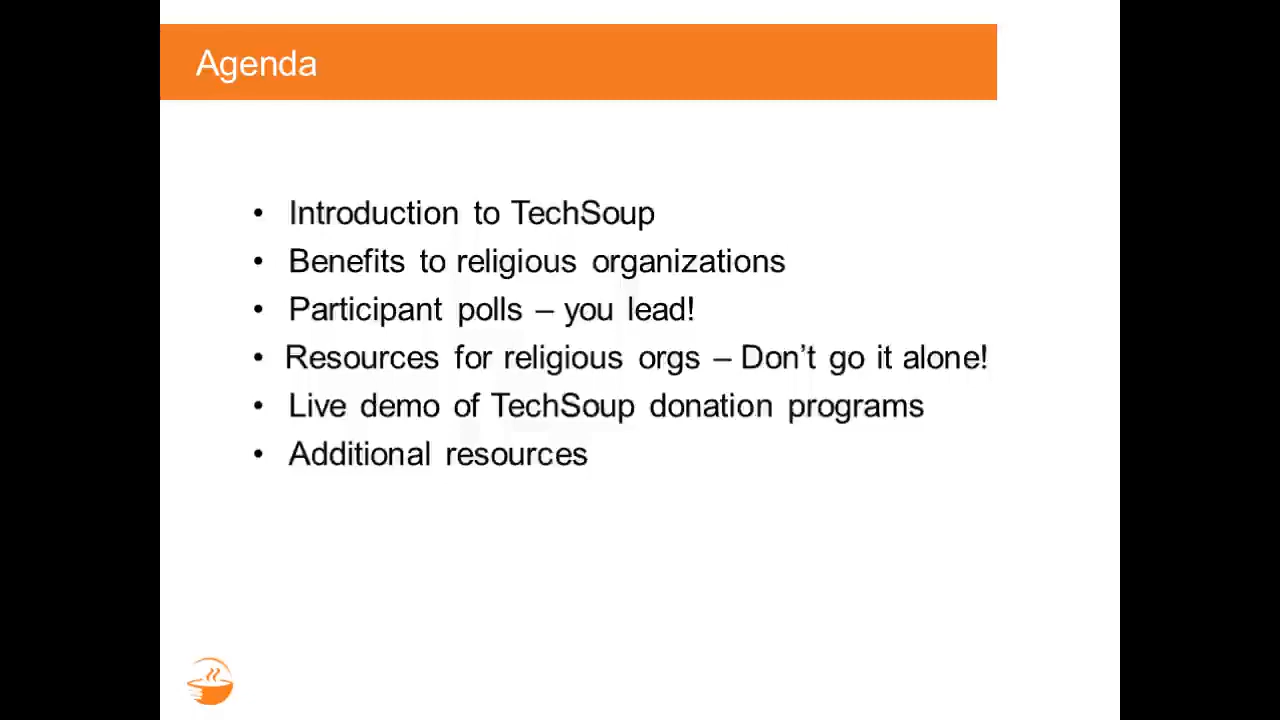 Agenda
• Introduction to TechSoup
• Benefits to religious organizations
• Participant polls – you lead!
• Resources for religious orgs – Don’t go it alone!
• Live demo of TechSoup donation programs
• Additional resources